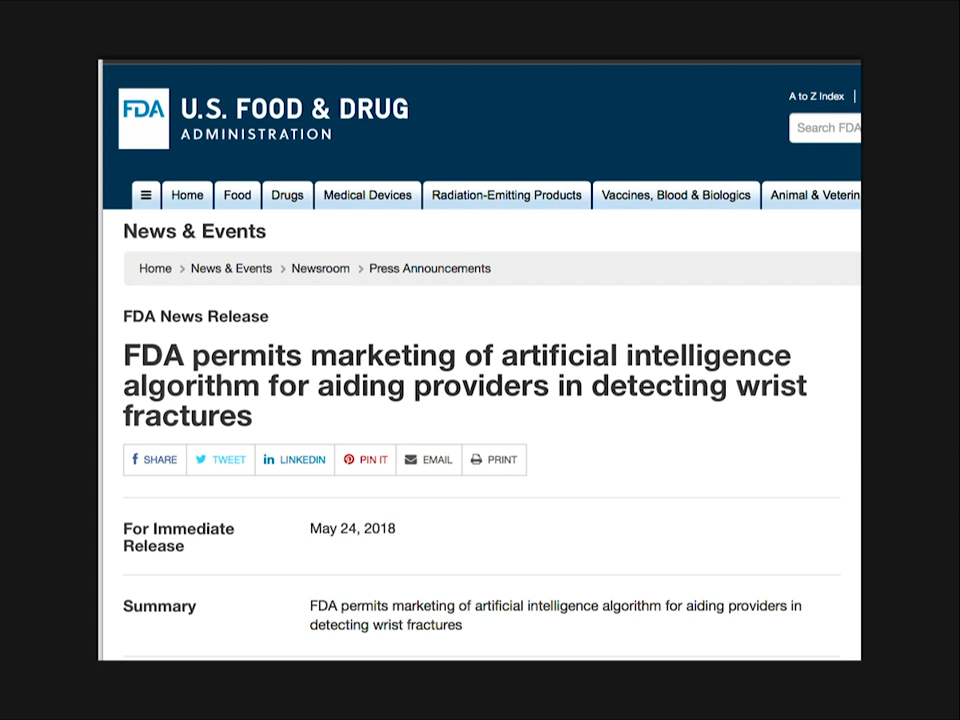 FDA
U.S. FOOD & DRUG
ADMINISTRATION
A to Z Index |
Search FDA
Home Food Drugs Medical Devices Radiation-Emitting Products Vaccines, Blood & Biologics Animal & Veterin
News & Events
Home > News & Events > Newsroom > Press Announcements
FDA News Release
FDA permits marketing of artificial intelligence
algorithm for aiding providers in detecting wrist
fractures
SHARE TWEET LINKEDIN PIN IT EMAIL PRINT
For Immediate
Release
May 24, 2018
Summary
FDA permits marketing of artificial intelligence algorithm for aiding providers in
detecting wrist fractures